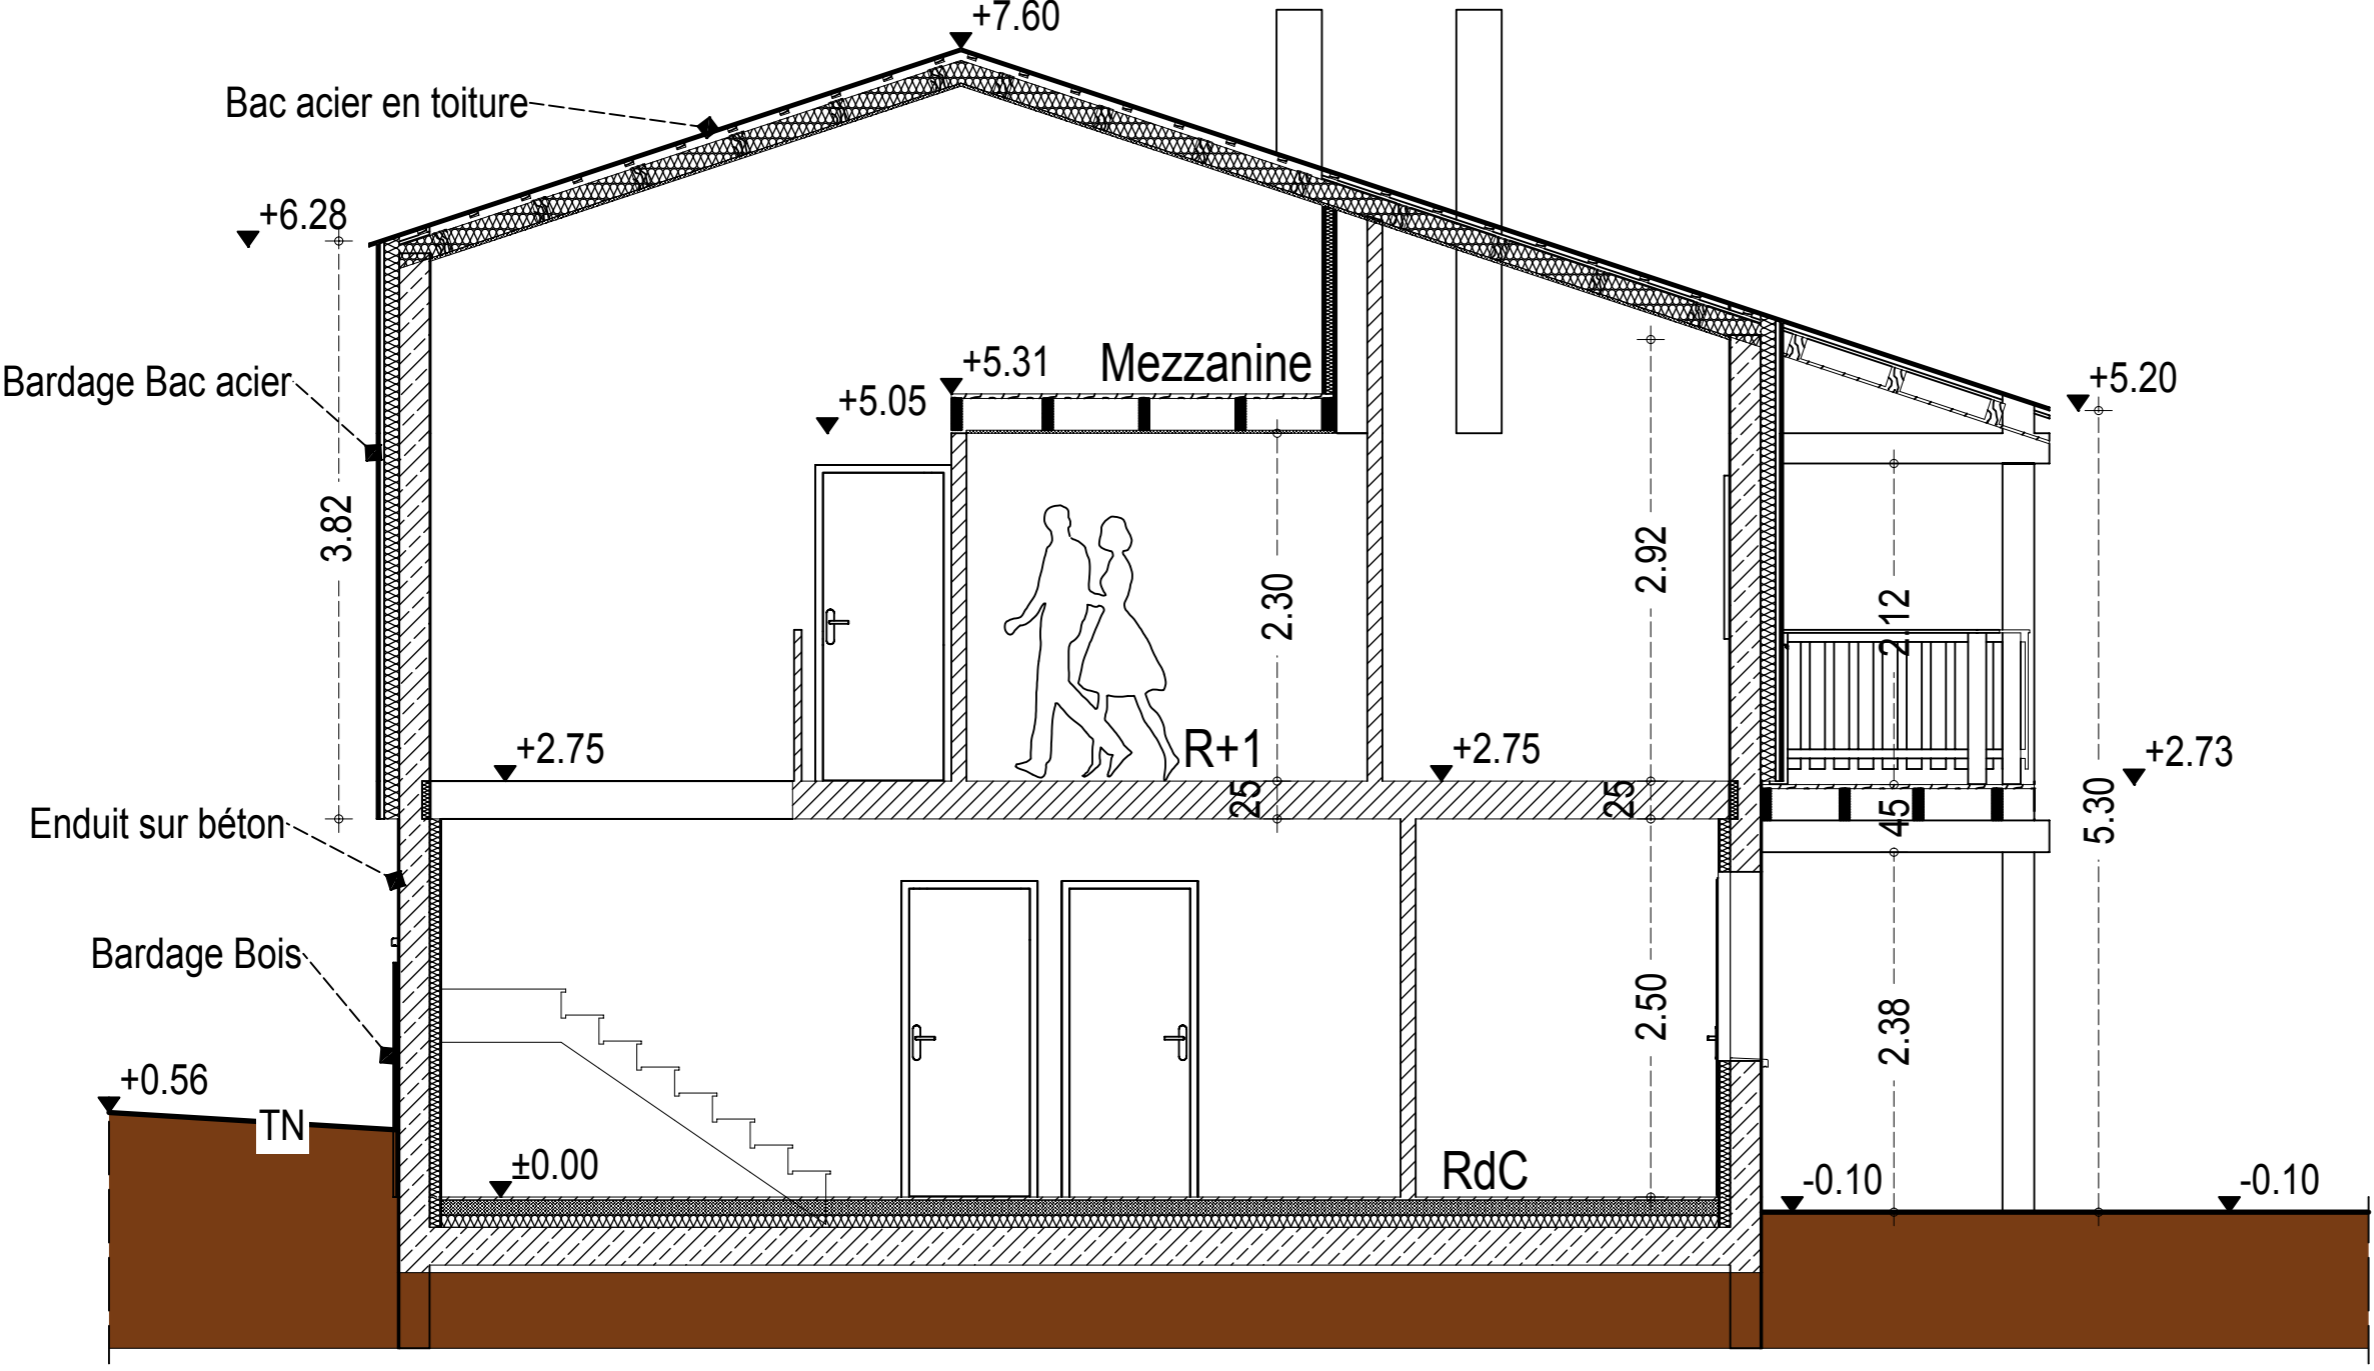 +7.60
Bac acier en toiture
+6.28
+5.31
Mezzanine
Bardage Bac acier
+5.05
+5.20
3.82
2.30
2.92
2.12
+2.75
R+1
+2.75
+2.73
25
25
45
5.30
Enduit sur béton
Bardage Bois
2.50
2.38
+0.56
TN
±0.00
RdC
-0.10
-0.10